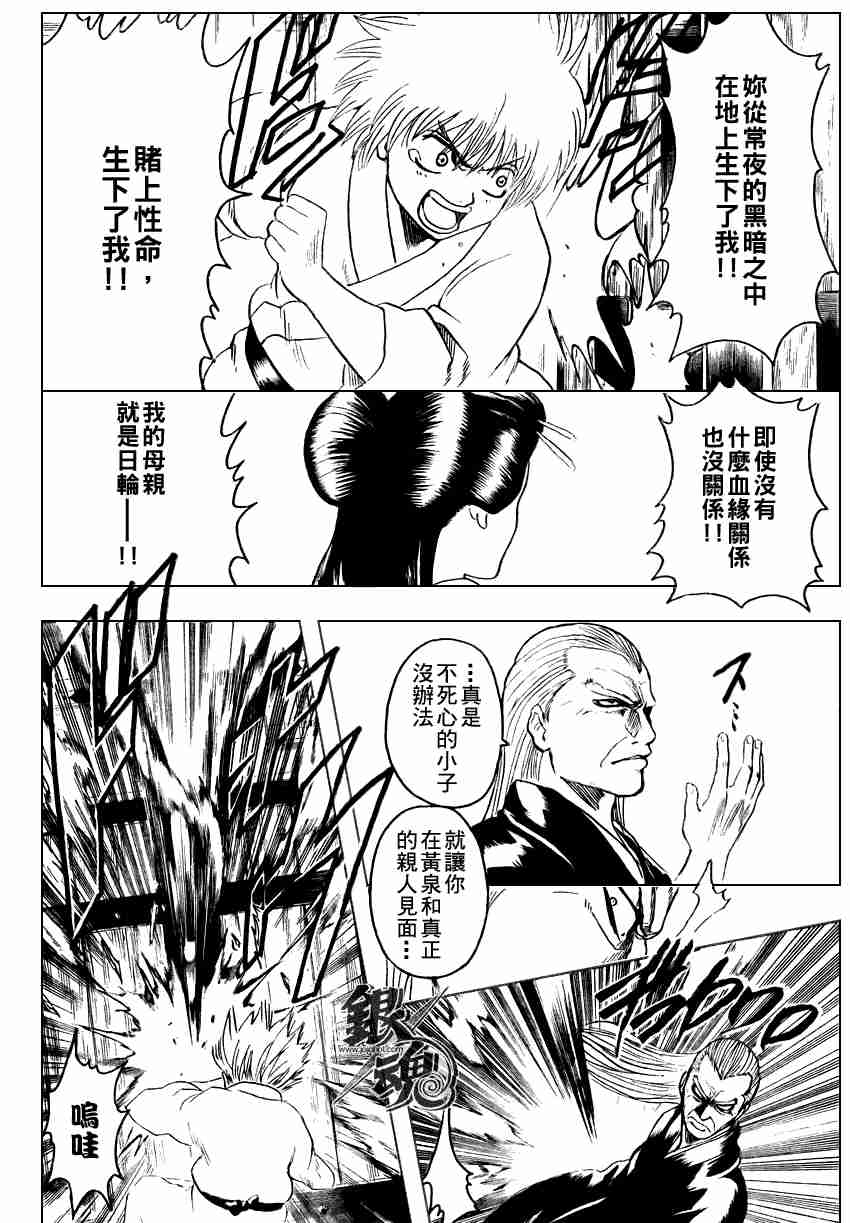 妳從常夜的黑暗之中
在地上生下了我!!
賭上性命，
生下了我!!
即使沒有
什麼血緣關係
也沒關係!!
我的母親
就是日輪——!!
ス…
…真是
不死心的小子
沒辦法
就讓你
在黃泉和真正
的親人見面…
嗚哇
銀魂